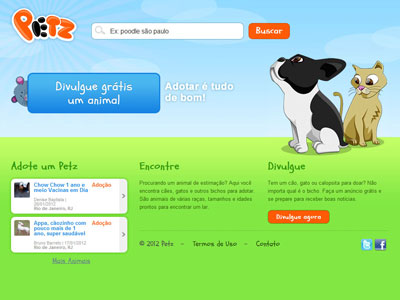 Petz
Ex: poodle são paulo
Buscar
Divulgue grátis
um animal
Adotar é tudo
de bom!
Adote um Petz
Chow Chow 1 ano e
meio Vacinas em Dia
Adoção
Denise Baptista |
28/01/2012
Rio de Janeiro, RJ
Appa, cãozinho com
pouco mais de 1
ano, super saudável
Adoção
Bruno Barreto | 17/01/2012
Rio de Janeiro, RJ
Mais Animais
Encontre
Procurando um animal de estimação? Aqui você
encontra cães, gatos e outros bichos para adotar.
São animais de várias raças, tamanhos e idades
prontos para encontrar um lar.
Divulgue
Tem um cão, gato ou calopsita para doar? Não
importa qual é o bicho. Faça um anúncio grátis e
se prepare para receber boas notícias.
Divulgue agora
© 2012 Petz - Termos de Uso - Contato